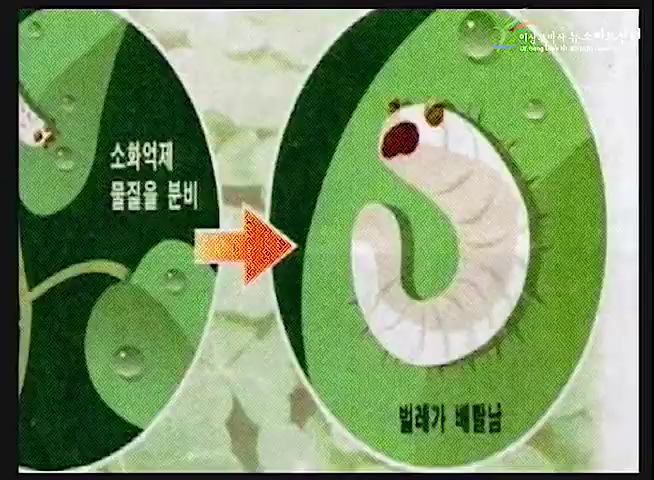 소화억제
물질을 분비
벌레가 배탈남